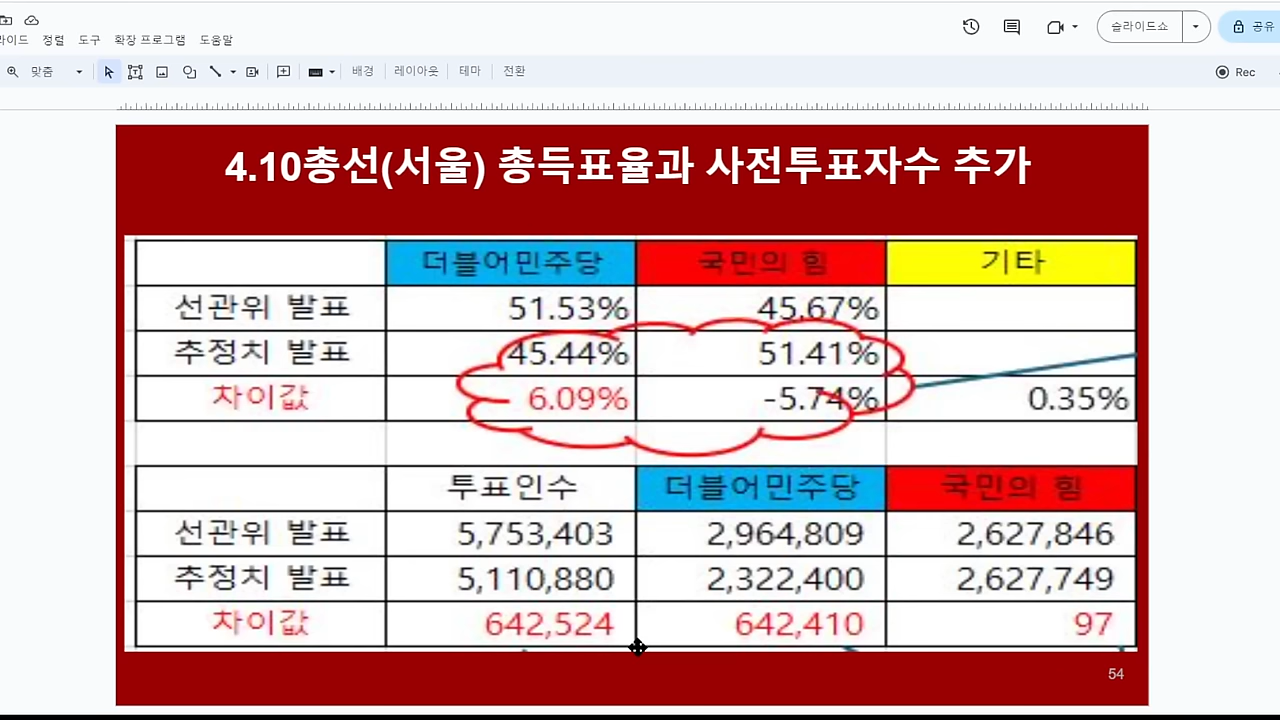 라이드 정렬 도구 확장 프로그램 도움말
슬라이드쇼
공유
맞춤
배경 레이아웃 테마 전환
Rec
4.10총선(서울) 총득표율과 사전투표자수 추가
더불어민주당 국민의 힘 기타
선관위 발표 51.53% 45.67%
추정치 발표 45.44% 51.41%
차이값 6.09% -5.74% 0.35%
투표인수 더불어민주당 국민의 힘
선관위 발표 5,753,403 2,964,809 2,627,846
추정치 발표 5,110,880 2,322,400 2,627,749
차이값 642,524 642,410 97
54